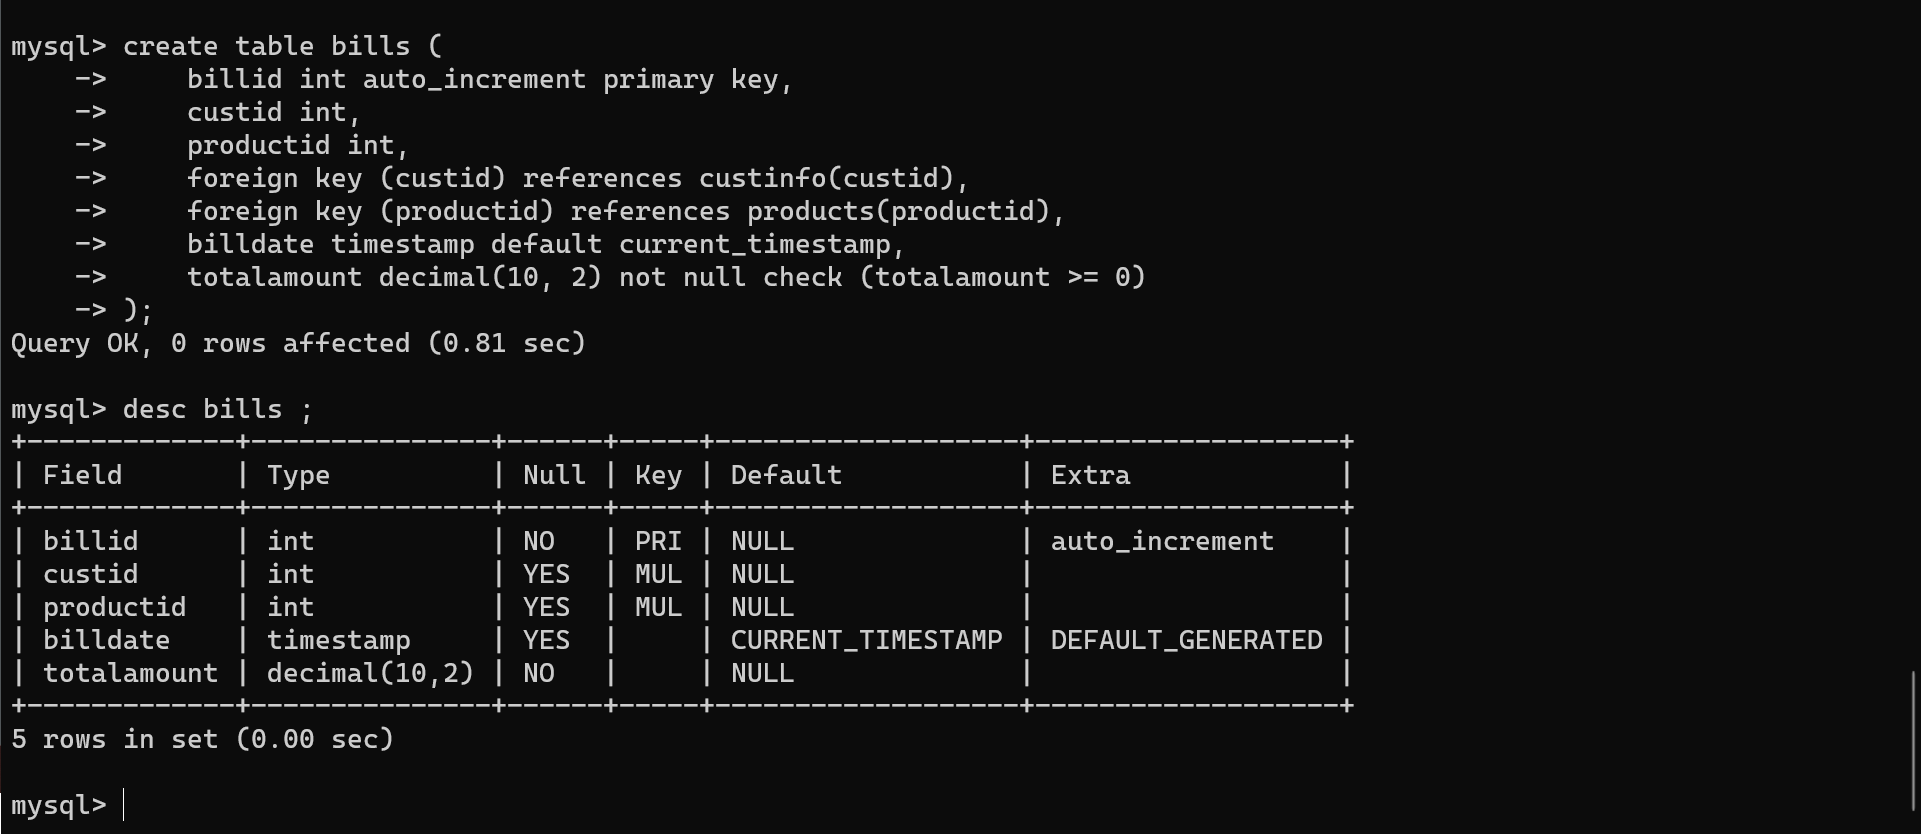 mysql> create table bills (
    ->     billid int auto_increment primary key,
    ->     custid int,
    ->     productid int,
    ->     foreign key (custid) references custinfo(custid),
    ->     foreign key (productid) references products(productid),
    ->     billdate timestamp default current_timestamp,
    ->     totalamount decimal(10, 2) not null check (totalamount >= 0)
    -> );
Query OK, 0 rows affected (0.81 sec)

mysql> desc bills ;
+-------------+---------------+------+-----+-------------------+-------------------+
| Field       | Type          | Null | Key | Default           | Extra             |
+-------------+---------------+------+-----+-------------------+-------------------+
| billid      | int           | NO   | PRI | NULL              | auto_increment    |
| custid      | int           | YES  | MUL | NULL              |                   |
| productid   | int           | YES  | MUL | NULL              |                   |
| billdate    | timestamp     | YES  |     | CURRENT_TIMESTAMP | DEFAULT_GENERATED |
| totalamount | decimal(10,2) | NO   |     | NULL              |                   |
+-------------+---------------+------+-----+-------------------+-------------------+
5 rows in set (0.00 sec)

mysql>